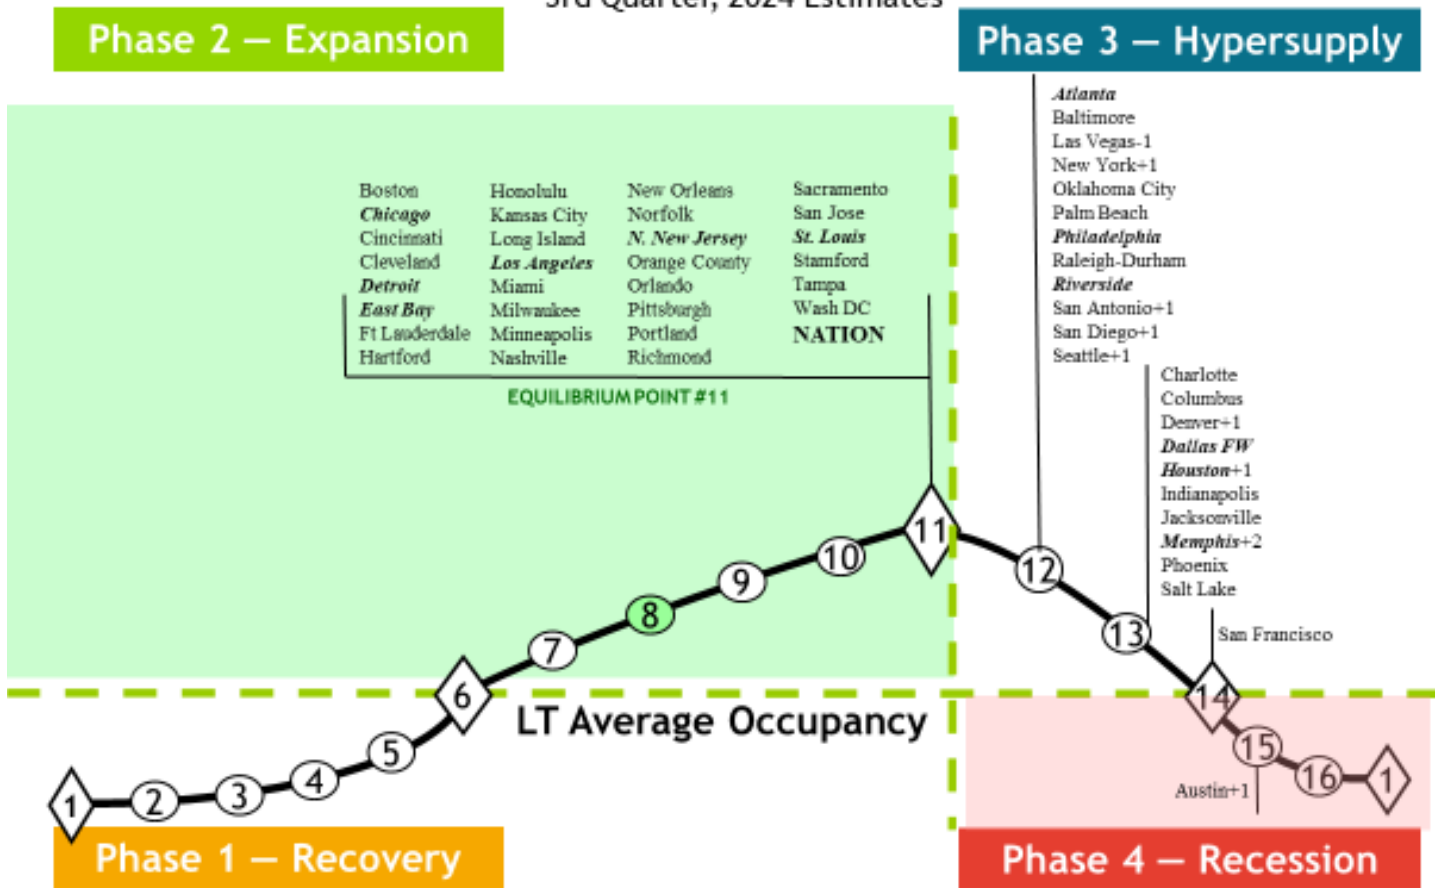 3rd Quarter, 2024 Estimates
Phase 2 — Expansion
Phase 3 — Hypersupply
Atlanta
Baltimore
Las Vegas-1
New York+1
Oklahoma City
Palm Beach
Philadelphia
Raleigh-Durham
Riverside
San Antonio+1
San Diego+1
Seattle+1
Boston
Chicago
Cincinnati
Cleveland
Detroit
East Bay
Ft Lauderdale
Hartford
Honolulu
Kansas City
Long Island
Los Angeles
Miami
Milwaukee
Minneapolis
Nashville
New Orleans
Norfolk
N. New Jersey
Orange County
Orlando
Pittsburgh
Portland
Richmond
Sacramento
San Jose
St. Louis
Stamford
Tampa
Wash DC
NATION
EQUILIBRIUM POINT #11
Charlotte
Columbus
Denver+1
Dallas FW
Houston+1
Indianapolis
Jacksonville
Memphis+2
Phoenix
Salt Lake
San Francisco
1
2
3
4
5
6
7
8
9
10
11
12
13
14
15
16
1
LT Average Occupancy
Austin+1
Phase 1 — Recovery
Phase 4 — Recession